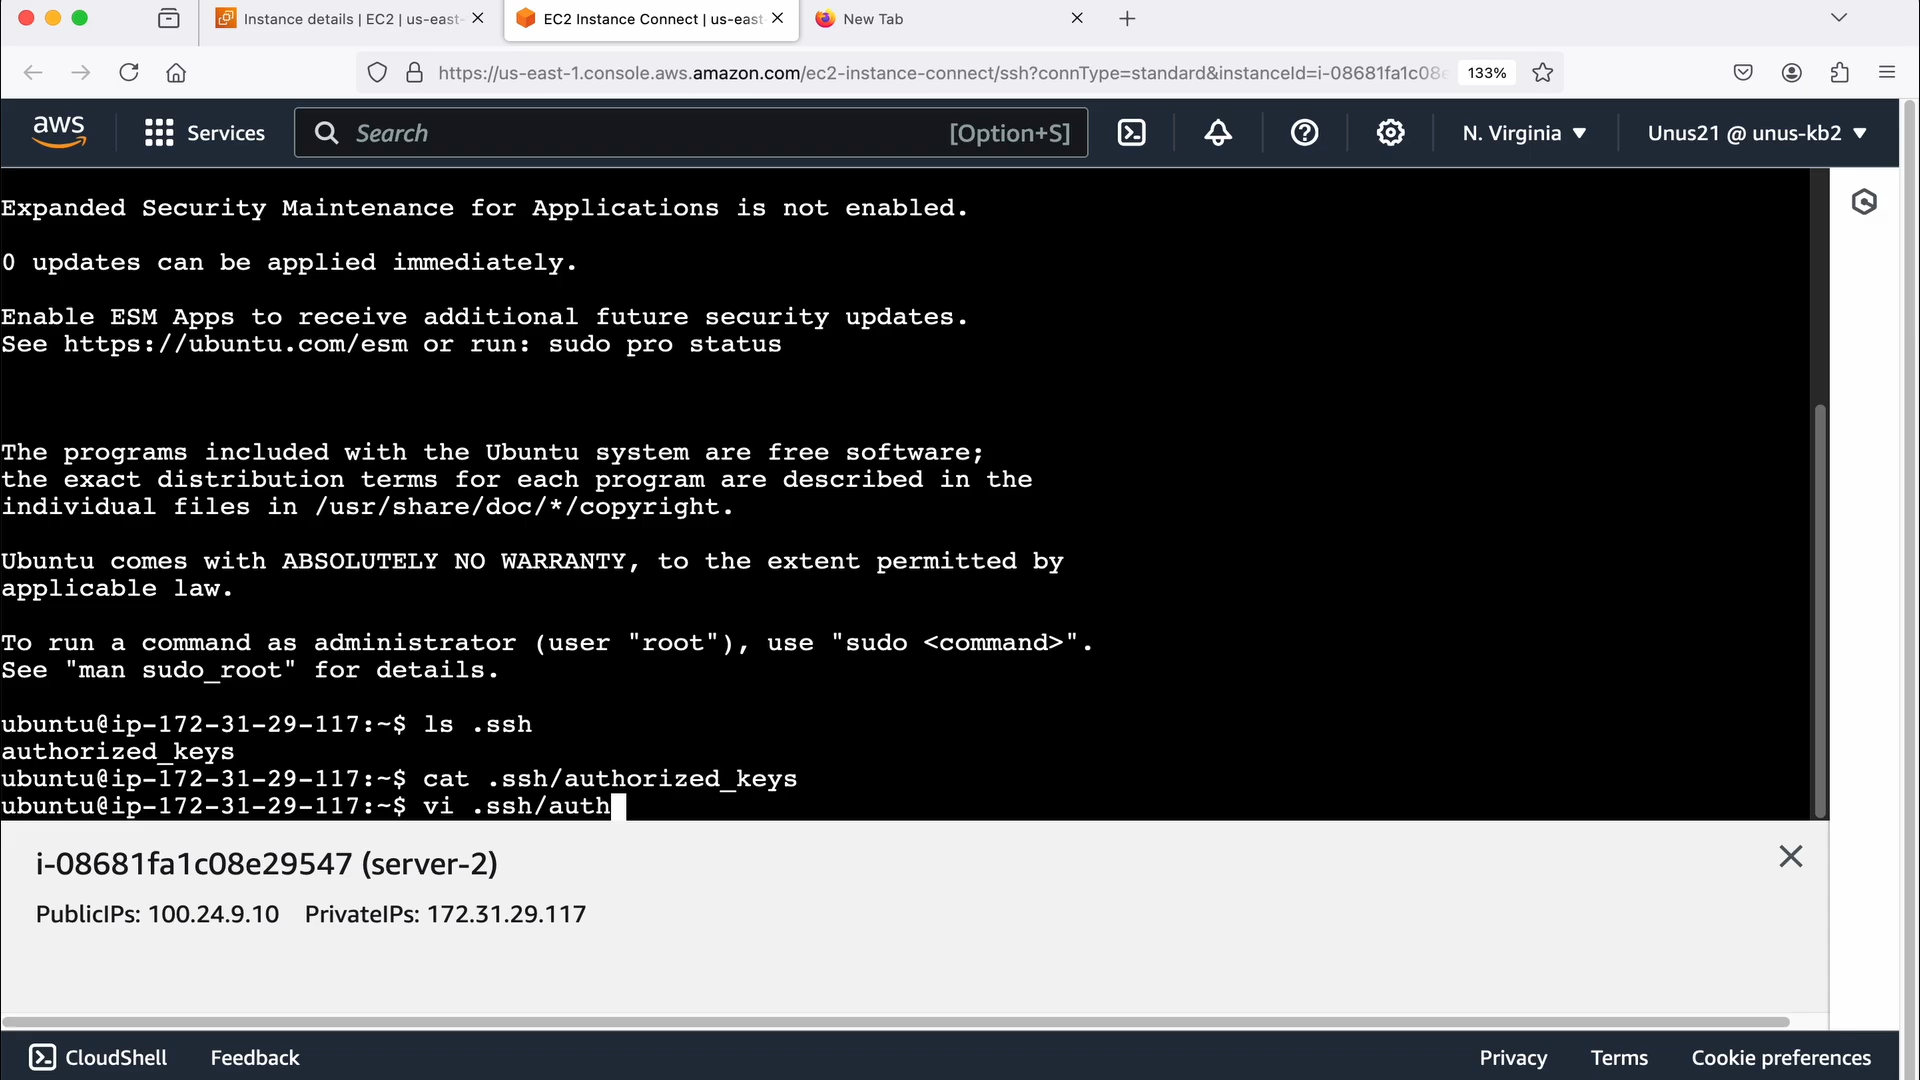 Instance details | EC2 | us-east-
EC2 Instance Connect | us-east
New Tab
https://us-east-1.console.aws.amazon.com/ec2-instance-connect/ssh?connType=standard&instanceId=i-08681fa1c08e
133%
aws
Services
Search
[Option+S]
N. Virginia
Unus21 @ unus-kb2
Expanded Security Maintenance for Applications is not enabled.
0 updates can be applied immediately.
Enable ESM Apps to receive additional future security updates.
See https://ubuntu.com/esm or run: sudo pro status
The programs included with the Ubuntu system are free software;
the exact distribution terms for each program are described in the
individual files in /usr/share/doc/*/copyright.
Ubuntu comes with ABSOLUTELY NO WARRANTY, to the extent permitted by
applicable law.
To run a command as administrator (user "root"), use "sudo <command>".
See "man sudo_root" for details.
ubuntu@ip-172-31-29-117:~$ ls .ssh
authorized_keys
ubuntu@ip-172-31-29-117:~$ cat .ssh/authorized_keys
ubuntu@ip-172-31-29-117:~$ vi .ssh/auth
i-08681fa1c08e29547 (server-2)
PublicIPs: 100.24.9.10 PrivateIPs: 172.31.29.117
CloudShell
Feedback
Privacy
Terms
Cookie preferences